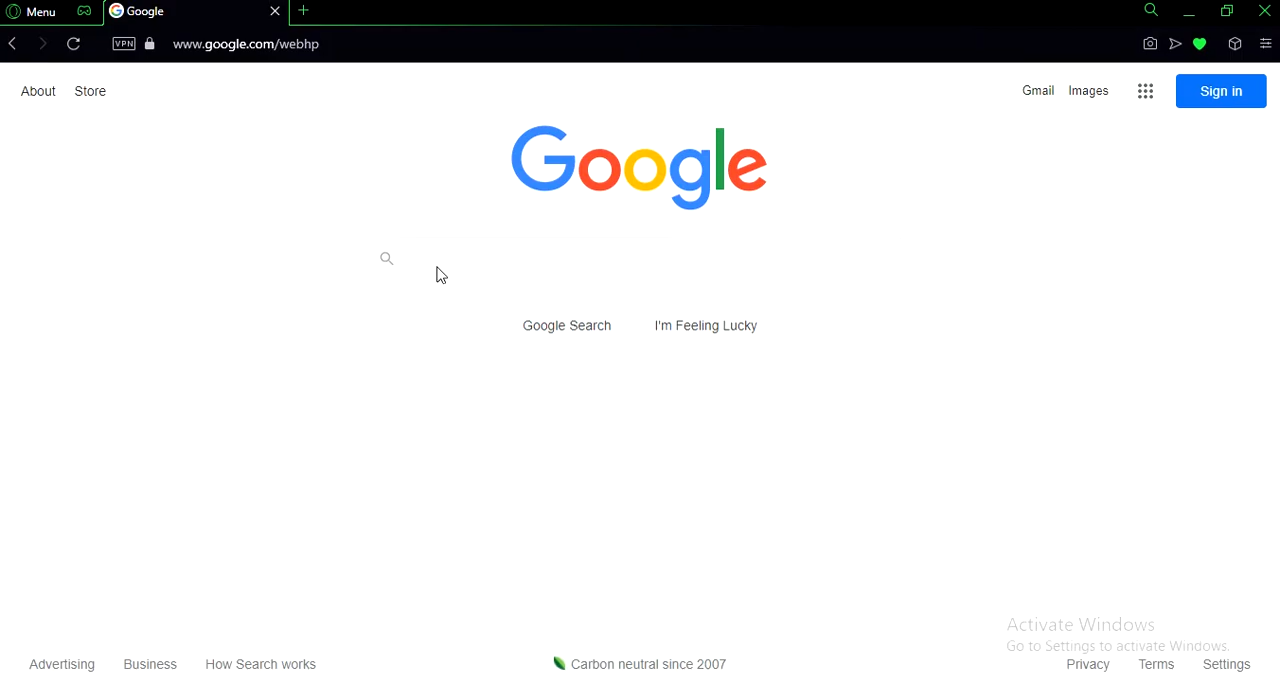 Menu
Google
VPN
www.google.com/webhp
About Store
Gmail Images
Sign in
Google
Google Search
I'm Feeling Lucky
Activate Windows
Go to Settings to activate Windows.
Advertising Business How Search works
Carbon neutral since 2007
Privacy Terms Settings